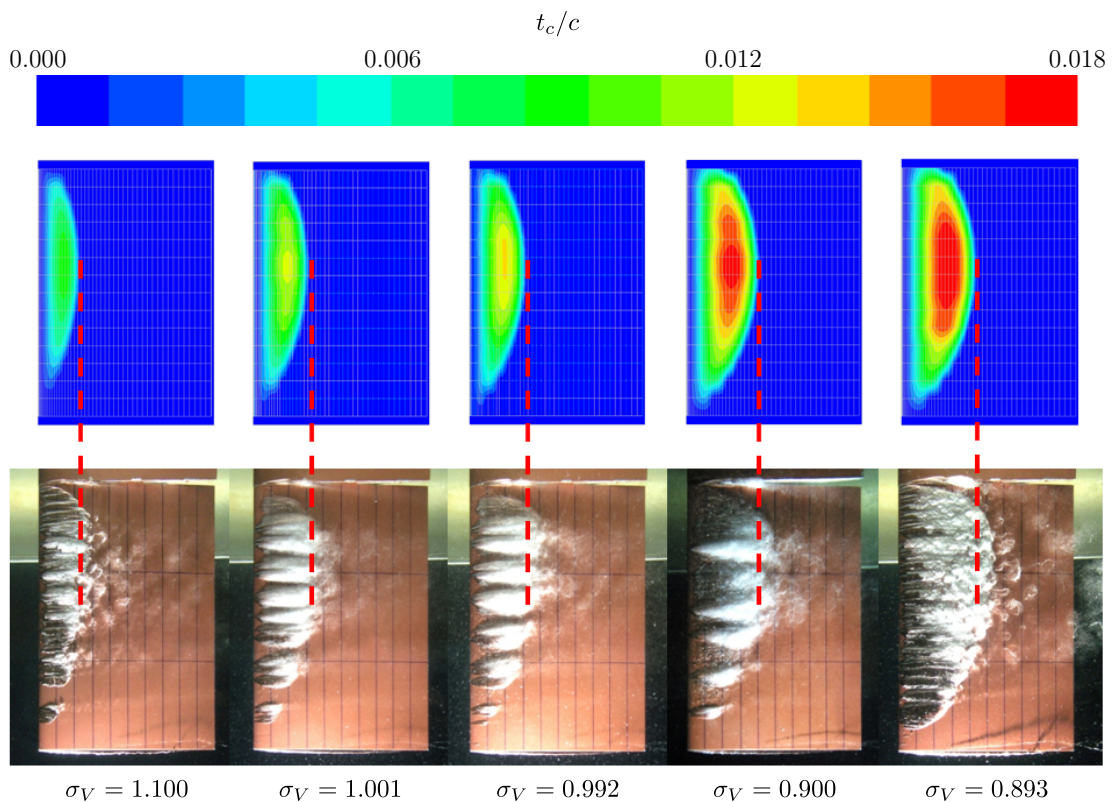 t_c/c
0.000 0.006 0.012 0.018
σ_V = 1.100 σ_V = 1.001 σ_V = 0.992 σ_V = 0.900 σ_V = 0.893